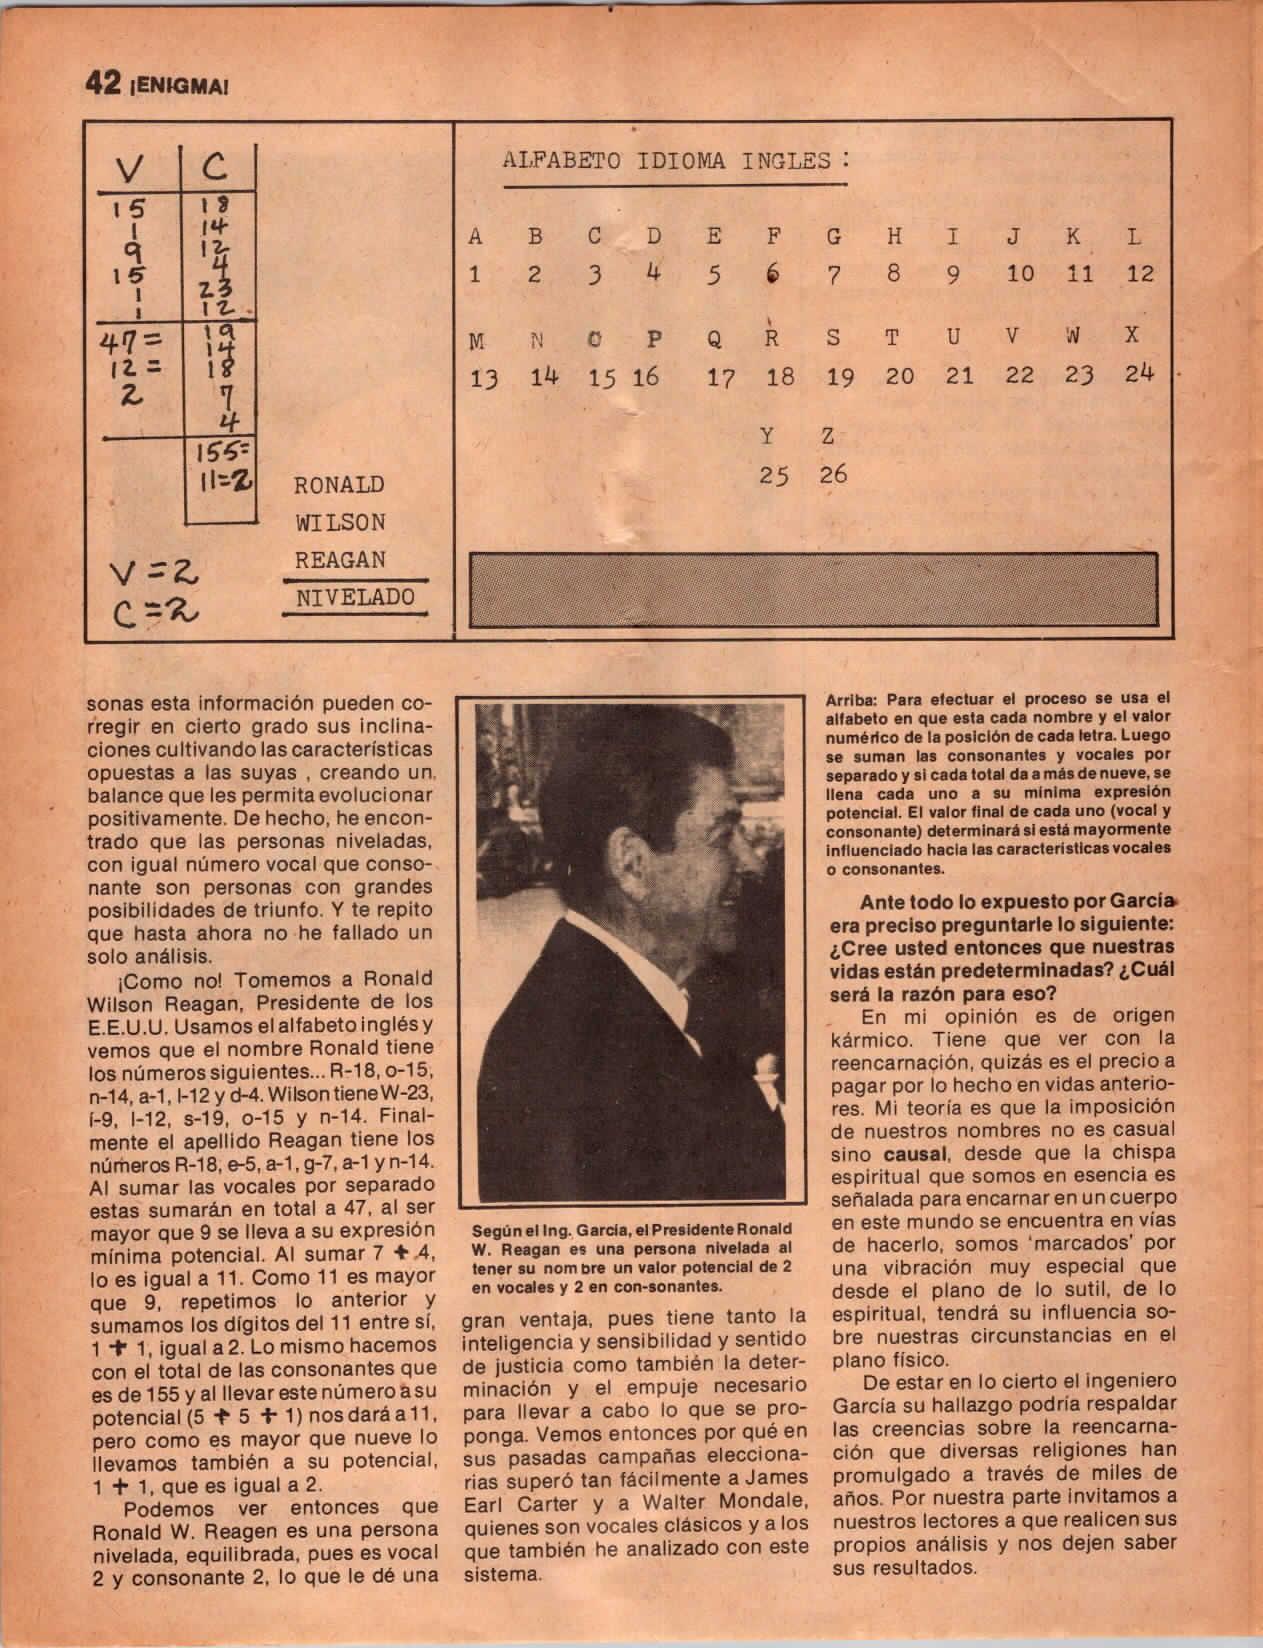 42 ¡ENIGMA!
V C
15 18
1 14
9 12
15 4
1 23
1 12
47= 19
12= 14
2 18
7
4
155=
11=2
V=2
C=2
RONALD
WILSON
REAGAN
NIVELADO
ALFABETO IDIOMA INGLES :
A B C D E F G H I J K L
1 2 3 4 5 6 7 8 9 10 11 12
M N O P Q R S T U V W X
13 14 15 16 17 18 19 20 21 22 23 24
Y Z
25 26
sonas esta información pueden co-
rregir en cierto grado sus inclina-
ciones cultivando las características
opuestas a las suyas , creando un
balance que les permita evolucionar
positivamente. De hecho, he encon-
trado que las personas niveladas,
con igual número vocal que conso-
nante son personas con grandes
posibilidades de triunfo. Y te repito
que hasta ahora no he fallado un
solo análisis.
¡Como no! Tomemos a Ronald
Wilson Reagan, Presidente de los
E.E.U.U. Usamos el alfabeto inglés y
vemos que el nombre Ronald tiene
los números siguientes... R-18, o-15,
n-14, a-1, l-12 y d-4. Wilson tiene W-23,
i-9, l-12, s-19, o-15 y n-14. Final-
mente el apellido Reagan tiene los
números R-18, e-5, a-1, g-7, a-1 y n-14.
Al sumar las vocales por separado
estas sumarán en total a 47, al ser
mayor que 9 se lleva a su expresión
mínima potencial. Al sumar 7 + 4,
lo es igual a 11. Como 11 es mayor
que 9, repetimos lo anterior y
sumamos los dígitos del 11 entre sí,
1 + 1, igual a 2. Lo mismo hacemos
con el total de las consonantes que
es de 155 y al llevar este número a su
potencial (5 + 5 + 1) nos dará a 11,
pero como es mayor que nueve lo
llevamos también a su potencial,
1 + 1, que es igual a 2.
Podemos ver entonces que
Ronald W. Reagen es una persona
nivelada, equilibrada, pues es vocal
2 y consonante 2, lo que le dé una
Según el Ing. García, el Presidente Ronald
W. Reagan es una persona nivelada al
tener su nom bre un valor potencial de 2
en vocales y 2 en con-sonantes.
gran ventaja, pues tiene tanto la
inteligencia y sensibilidad y sentido
de justicia como también la deter-
minación y el empuje necesario
para llevar a cabo lo que se pro-
ponga. Vemos entonces por qué en
sus pasadas campañas elecciona-
rias superó tan fácilmente a James
Earl Carter y a Walter Mondale,
quienes son vocales clásicos y a los
que también he analizado con este
sistema.
Arriba: Para efectuar el proceso se usa el
alfabeto en que esta cada nombre y el valor
numérico de la posición de cada letra. Luego
se suman las consonantes y vocales por
separado y si cada total da a más de nueve, se
llena cada uno a su mínima expresión
potencial. El valor final de cada uno (vocal y
consonante) determinará si está mayormente
influenciado hacia las características vocales
o consonantes.
Ante todo lo expuesto por García
era preciso preguntarle lo siguiente:
¿Cree usted entonces que nuestras
vidas están predeterminadas? ¿Cuál
será la razón para eso?
En mi opinión es de origen
kármico. Tiene que ver con la
reencarnación, quizás es el precio a
pagar por lo hecho en vidas anterio-
res. Mi teoría es que la imposición
de nuestros nombres no es casual
sino causal, desde que la chispa
espiritual que somos en esencia es
señalada para encarnar en un cuerpo
en este mundo se encuentra en vías
de hacerlo, somos ‘marcados’ por
una vibración muy especial que
desde el plano de lo sutil, de lo
espiritual, tendrá su influencia so-
bre nuestras circunstancias en el
plano físico.
De estar en lo cierto el ingeniero
García su hallazgo podría respaldar
las creencias sobre la reencarna-
ción que diversas religiones han
promulgado a través de miles de
años. Por nuestra parte invitamos a
nuestros lectores a que realicen sus
propios análisis y nos dejen saber
sus resultados.